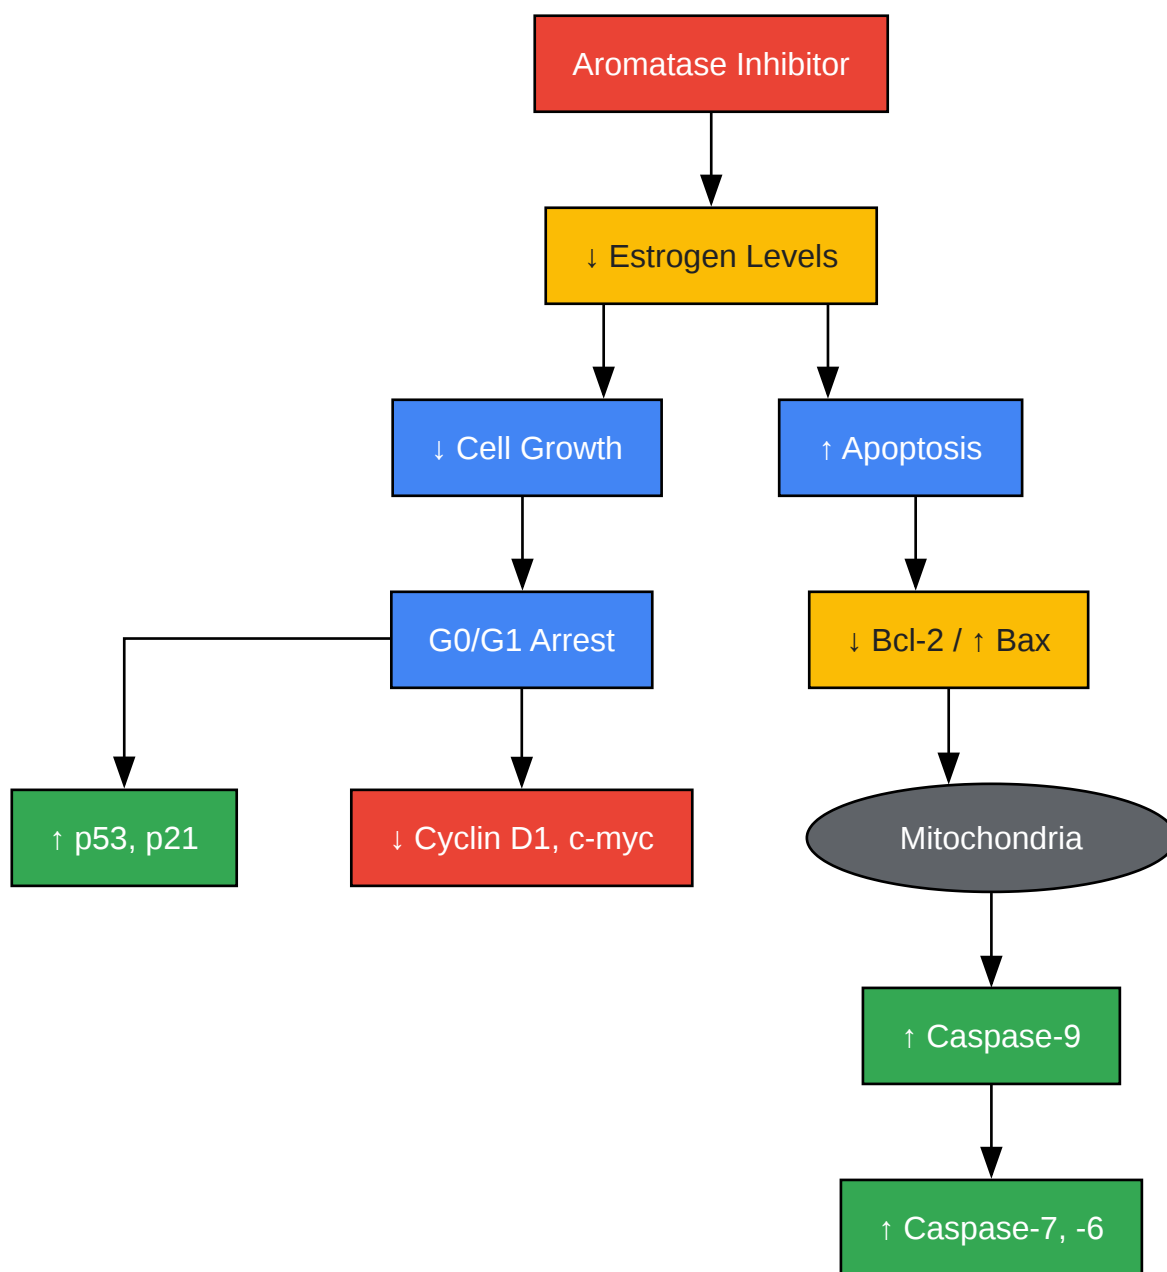 Aromatase Inhibitor
↓ Estrogen Levels
↓ Cell Growth
↑ Apoptosis
G0/G1 Arrest
↓ Bcl-2 / ↑ Bax
↑ p53, p21
↓ Cyclin D1, c-myc
Mitochondria
↑ Caspase-9
↑ Caspase-7, -6